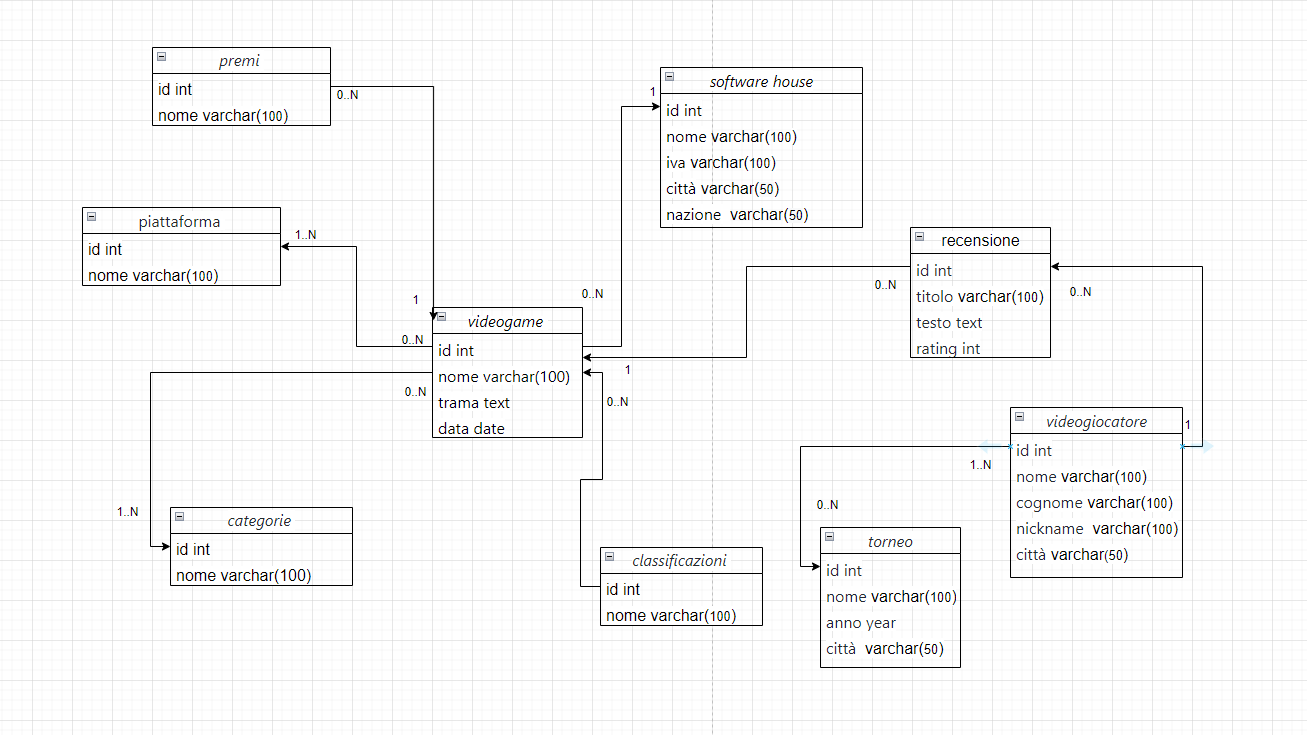 premi
id int
nome varchar(100)
0..N
software house
1
id int
nome varchar(100)
iva varchar(100)
città varchar(50)
nazione varchar(50)
piattaforma
id int
nome varchar(100)
1..N
recensione
id int
titolo varchar(100)
testo text
rating int
0..N
0..N
1
0..N
videogame
id int
nome varchar(100)
trama text
data date
0..N
0..N
1
0..N
videogiocatore
id int
nome varchar(100)
cognome varchar(100)
nickname varchar(100)
città varchar(50)
1
1..N
0..N
1..N
categorie
id int
nome varchar(100)
classificazioni
id int
nome varchar(100)
torneo
id int
nome varchar(100)
anno year
città varchar(50)